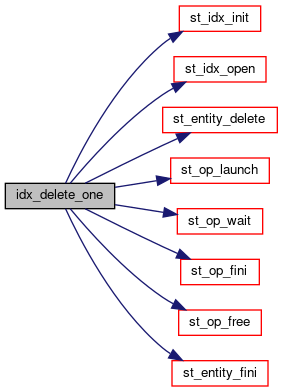 st_idx_init
st_idx_open
st_entity_delete
st_op_launch
idx_delete_one
st_op_wait
st_op_fini
st_op_free
st_entity_fini